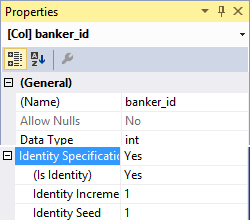 Properties
[Col] banker_id
(General)
(Name) banker_id
Allow Nulls No
Data Type int
Identity Specificatio Yes
(Is Identity) Yes
Identity Increme 1
Identity Seed 1